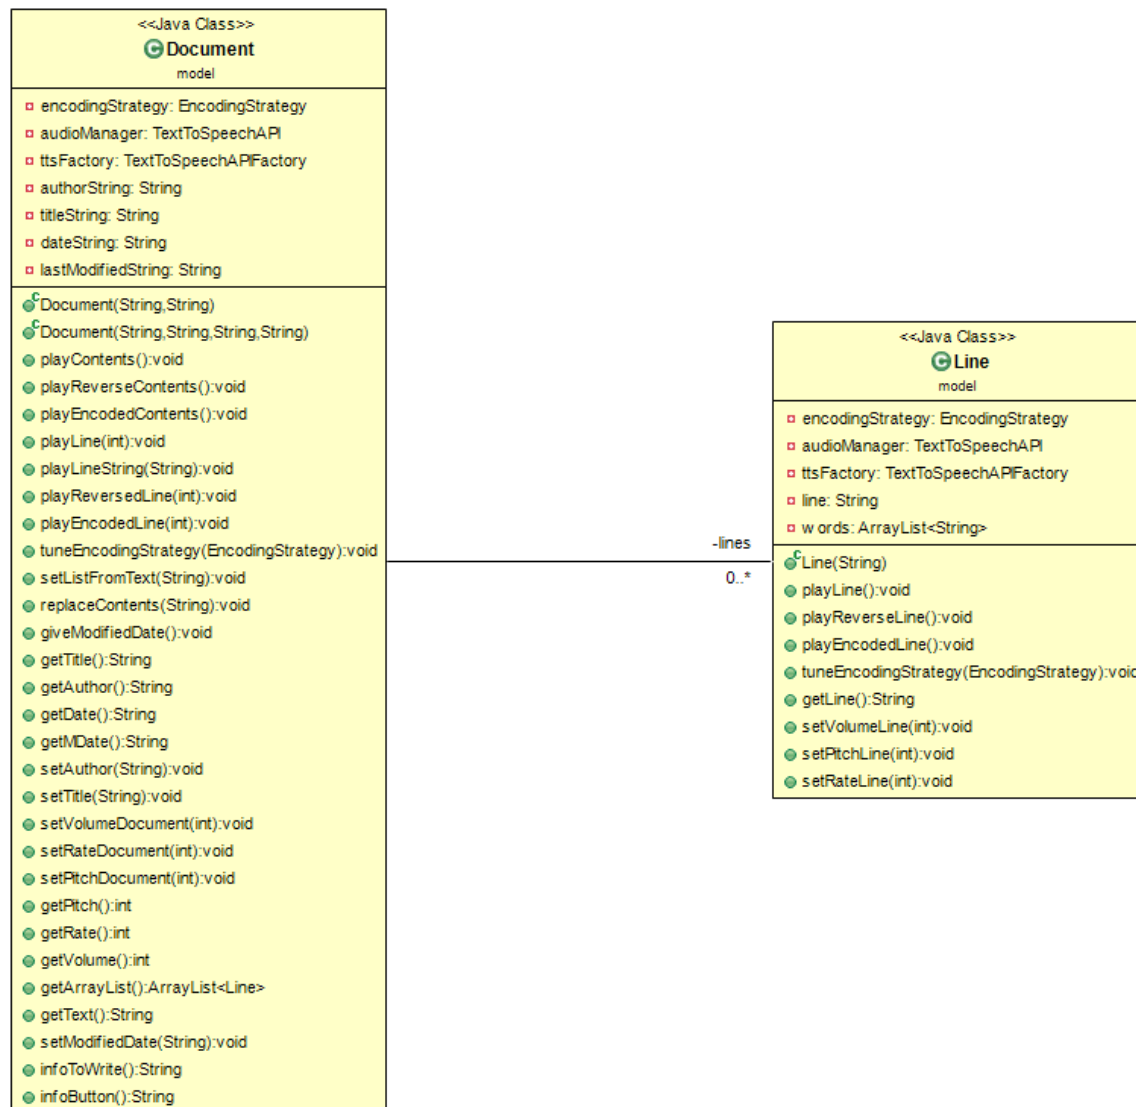 <<Java Class>>
Document
model
encodingStrategy: EncodingStrategy
audioManager: TextToSpeechAPI
ttsFactory: TextToSpeechAPIFactory
authorString: String
titleString: String
dateString: String
lastModifiedString: String
Document(String,String)
Document(String,String,String,String)
playContents():void
playReverseContents():void
playEncodedContents():void
playLine(int):void
playLineString(String):void
playReversedLine(int):void
playEncodedLine(int):void
tuneEncodingStrategy(EncodingStrategy):void
setListFromText(String):void
replaceContents(String):void
giveModifiedDate():void
getTitle():String
getAuthor():String
getDate():String
getMDate():String
setAuthor(String):void
setTitle(String):void
setVolumeDocument(int):void
setRateDocument(int):void
setPitchDocument(int):void
getPitch():int
getRate():int
getVolume():int
getArrayList():ArrayList<Line>
getText():String
setModifiedDate(String):void
infoToWrite():String
infoButton():String
-lines
0..*
<<Java Class>>
Line
model
encodingStrategy: EncodingStrategy
audioManager: TextToSpeechAPI
ttsFactory: TextToSpeechAPIFactory
line: String
words: ArrayList<String>
Line(String)
playLine():void
playReverseLine():void
playEncodedLine():void
tuneEncodingStrategy(EncodingStrategy):void
getLine():String
setVolumeLine(int):void
setPitchLine(int):void
setRateLine(int):void